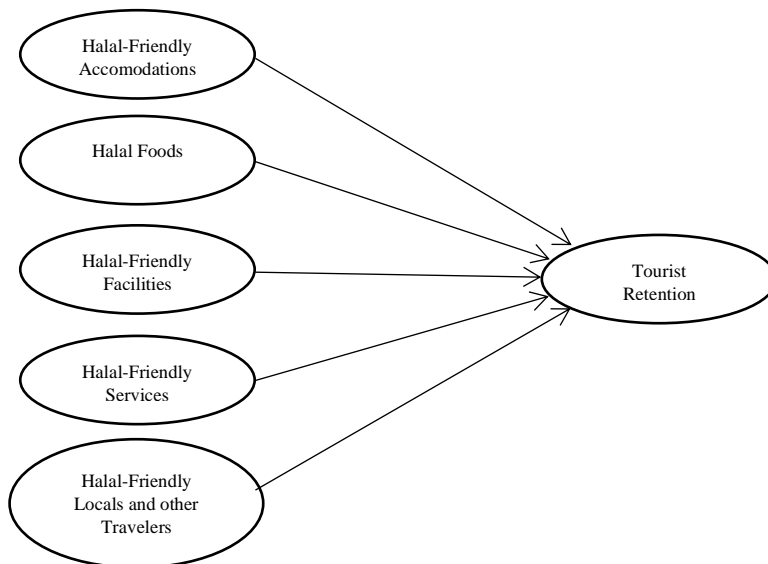 Halal-Friendly
Accomodations
Halal Foods
Halal-Friendly
Facilities
Halal-Friendly
Services
Halal-Friendly
Locals and other
Travelers
Tourist
Retention